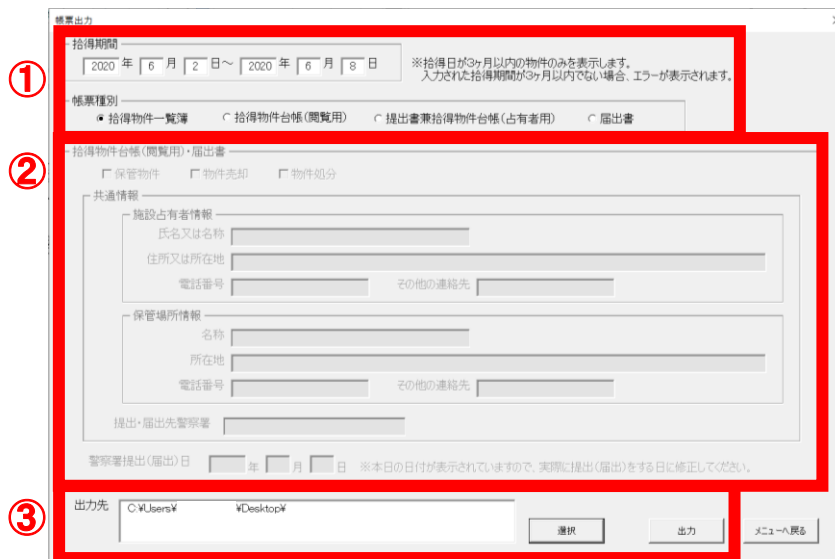 帳票出力
①
拾得期間
2020 年 6 月 2 日～ 2020 年 6 月 8 日
※拾得日が3ヶ月以内の物件のみを表示します。
入力された拾得期間が3ヶ月以内でない場合、エラーが表示されます。
帳票種別
拾得物件一覧簿 拾得物件台帳(閲覧用) 提出書兼拾得物件台帳(占有者用) 届出書
②
拾得物件台帳(閲覧用)・届出書
保管物件 物件売却 物件処分
共通情報
施設占有者情報
氏名又は名称
住所又は所在地
電話番号 その他の連絡先
保管場所情報
名称
所在地
電話番号 その他の連絡先
提出・届出先警察署
警察署提出(届出)日 年 月 日 ※本日の日付が表示されていますので、実際に提出(届出)をする日に修正してください。
③
出力先 C:¥Users¥ ¥Desktop¥
選択 出力 メニューへ戻る